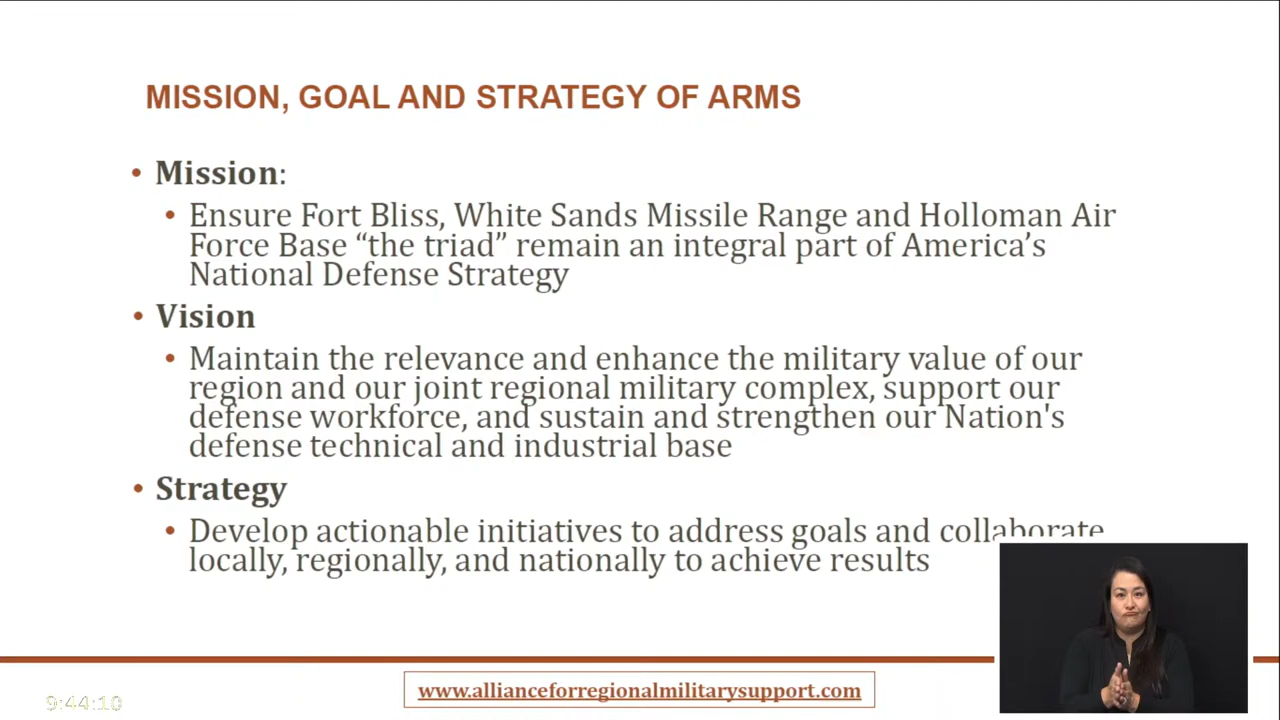 MISSION, GOAL AND STRATEGY OF ARMS
• Mission:
• Ensure Fort Bliss, White Sands Missile Range and Holloman Air
Force Base “the triad” remain an integral part of America’s
National Defense Strategy
• Vision
• Maintain the relevance and enhance the military value of our
region and our joint regional military complex, support our
defense workforce, and sustain and strengthen our Nation's
defense technical and industrial base
• Strategy
• Develop actionable initiatives to address goals and collaborate
locally, regionally, and nationally to achieve results
www.allianceforregionalmilitarysupport.com
9:44:10